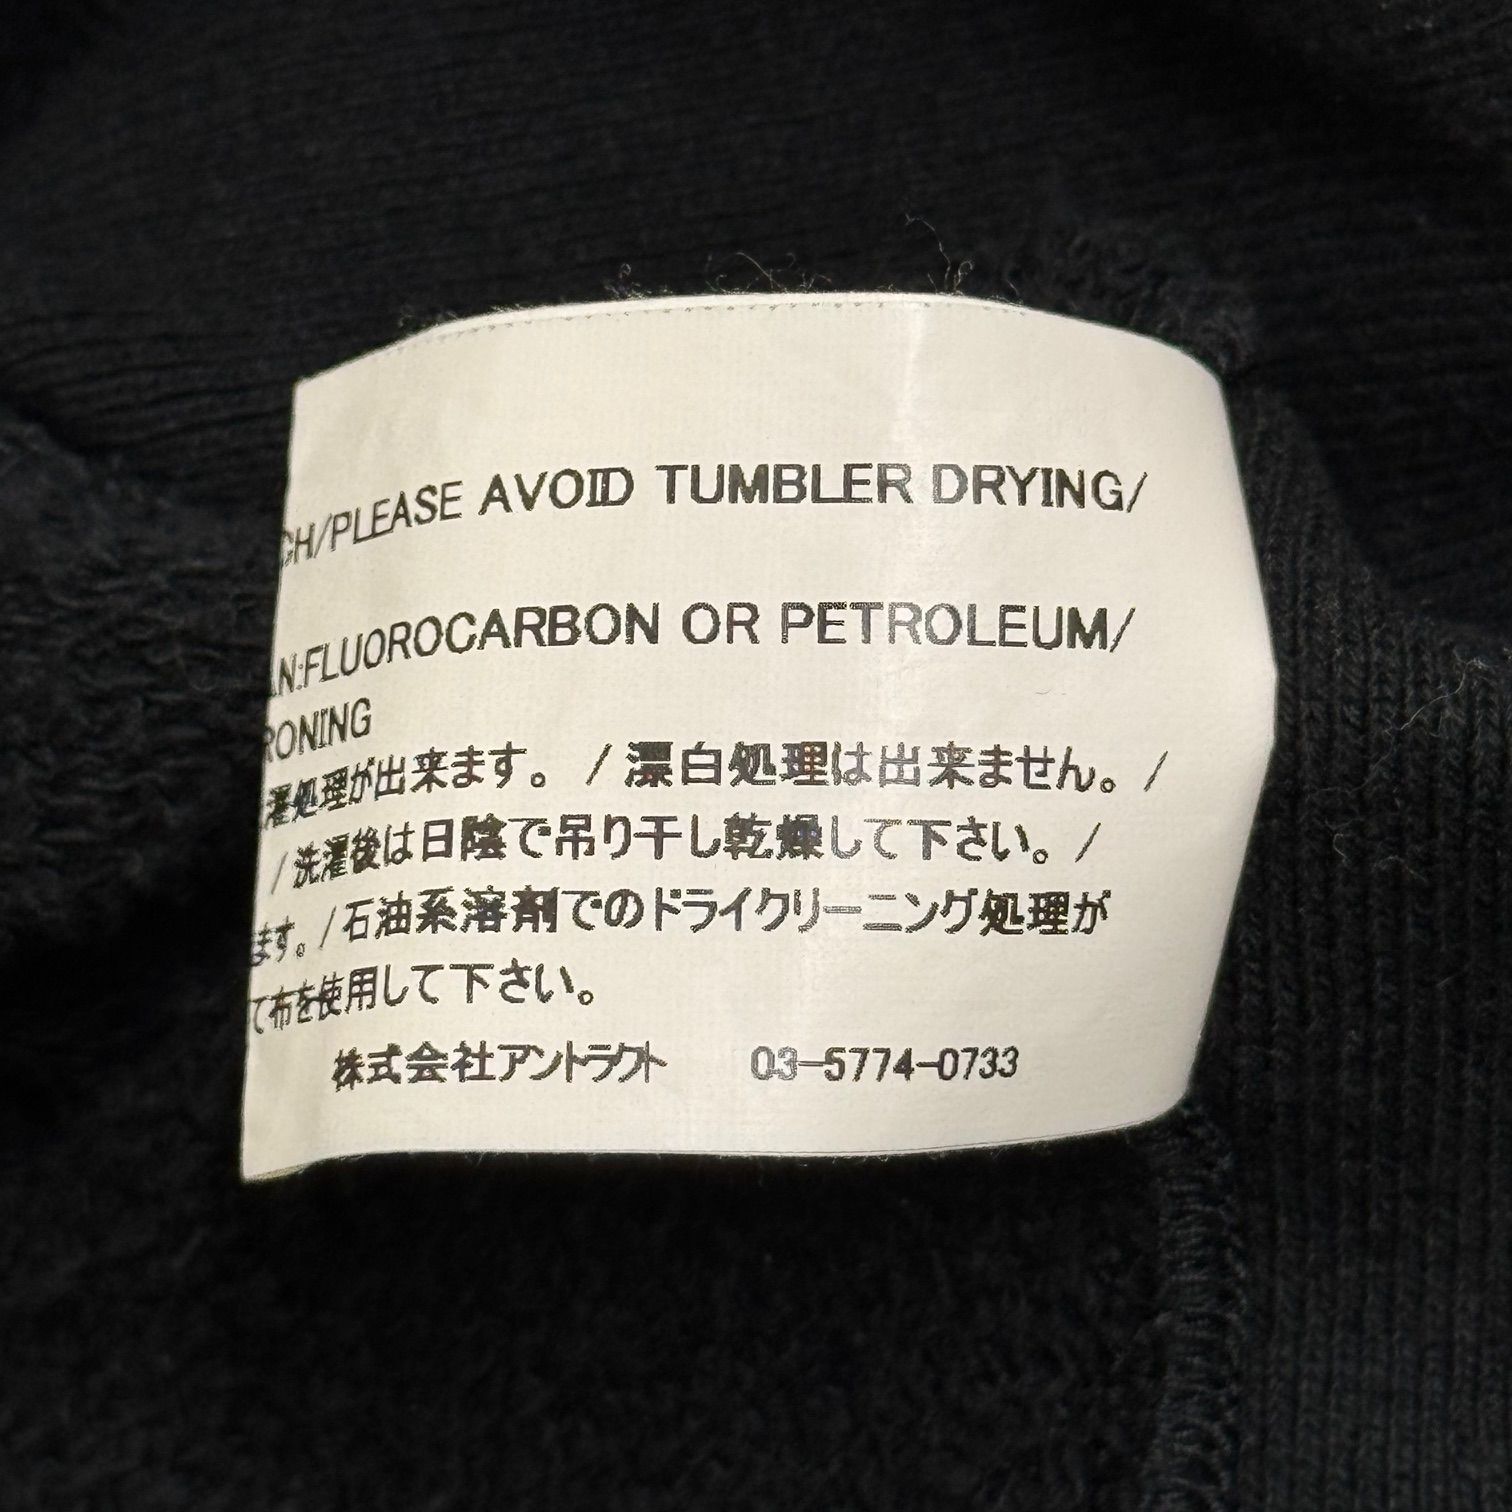 CH/PLEASE AVOID TUMBLER DRYING/
AN:FLUOROCARBON OR PETROLEUM/
RONING
濯処理が出来ます。/漂白処理は出来ません。/
/洗濯後は日陰で吊り干し乾燥して下さい。/
ます。/石油系溶剤でのドライクリーニング処理が
て布を使用して下さい。
株式会社アントラクト 03-5774-0733